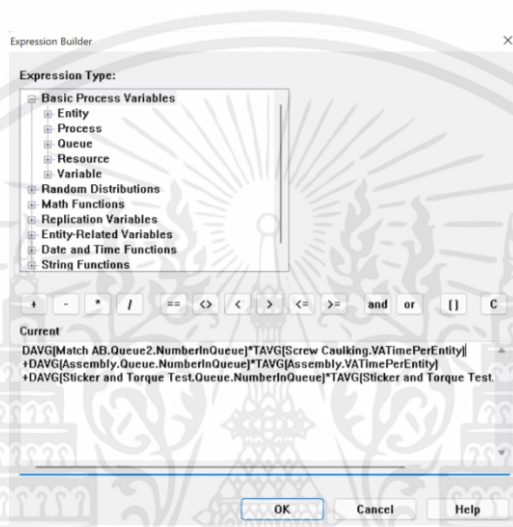 Expression Builder
Expression Type:
Basic Process Variables
Entity
Process
Queue
Resource
Variable
Random Distributions
Math Functions
Replication Variables
Entity-Related Variables
Date and Time Functions
String Functions
+ - * / == <> < > <= >= and or () C
Current
DAVG(Match AB.Queue2.NumberInQueue)*TAVG(Screw Caulking.VATimePerEntity)
+DAVG(Assembly.Queue.NumberInQueue)*TAVG(Assembly.VATimePerEntity)
+DAVG(Sticker and Torque Test.Queue.NumberInQueue)*TAVG(Sticker and Torque Test.
OK Cancel Help